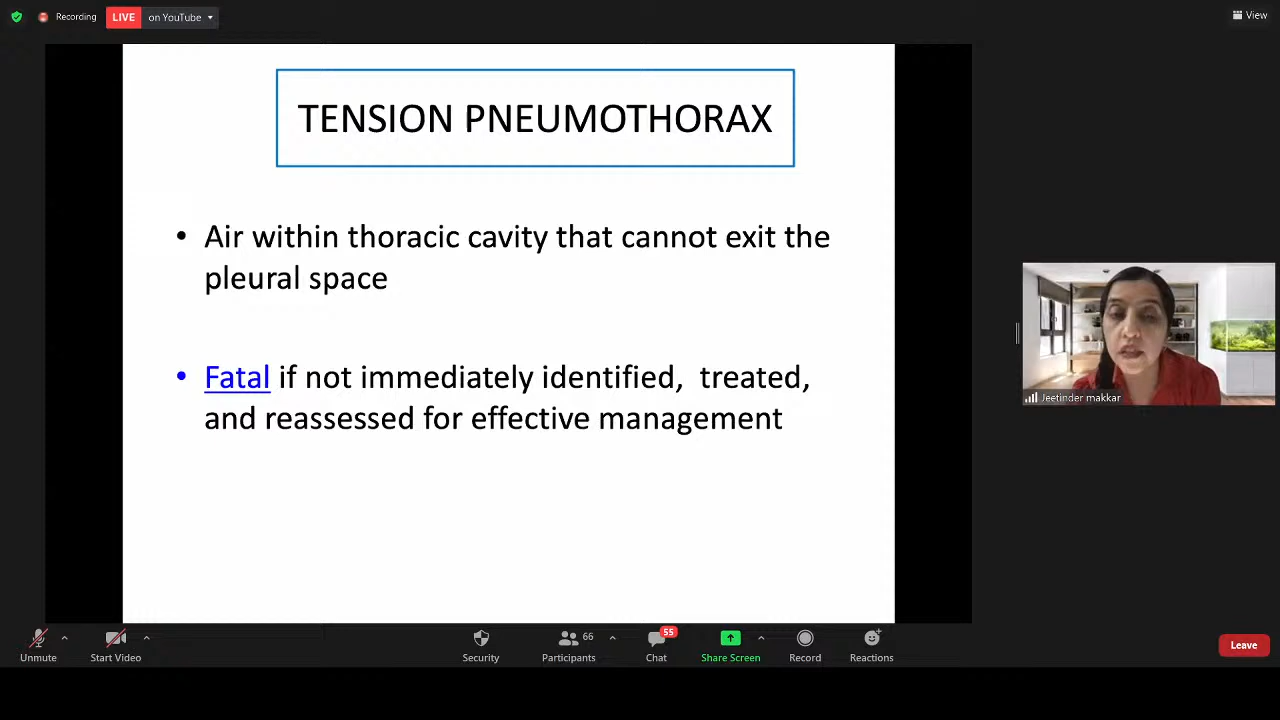 Recording
LIVE on YouTube
View
TENSION PNEUMOTHORAX
• Air within thoracic cavity that cannot exit the
pleural space
• Fatal if not immediately identified, treated,
and reassessed for effective management
Jeetinder makkar
Unmute
Start Video
Security
66
Participants
55
Chat
Share Screen
Record
Reactions
Leave